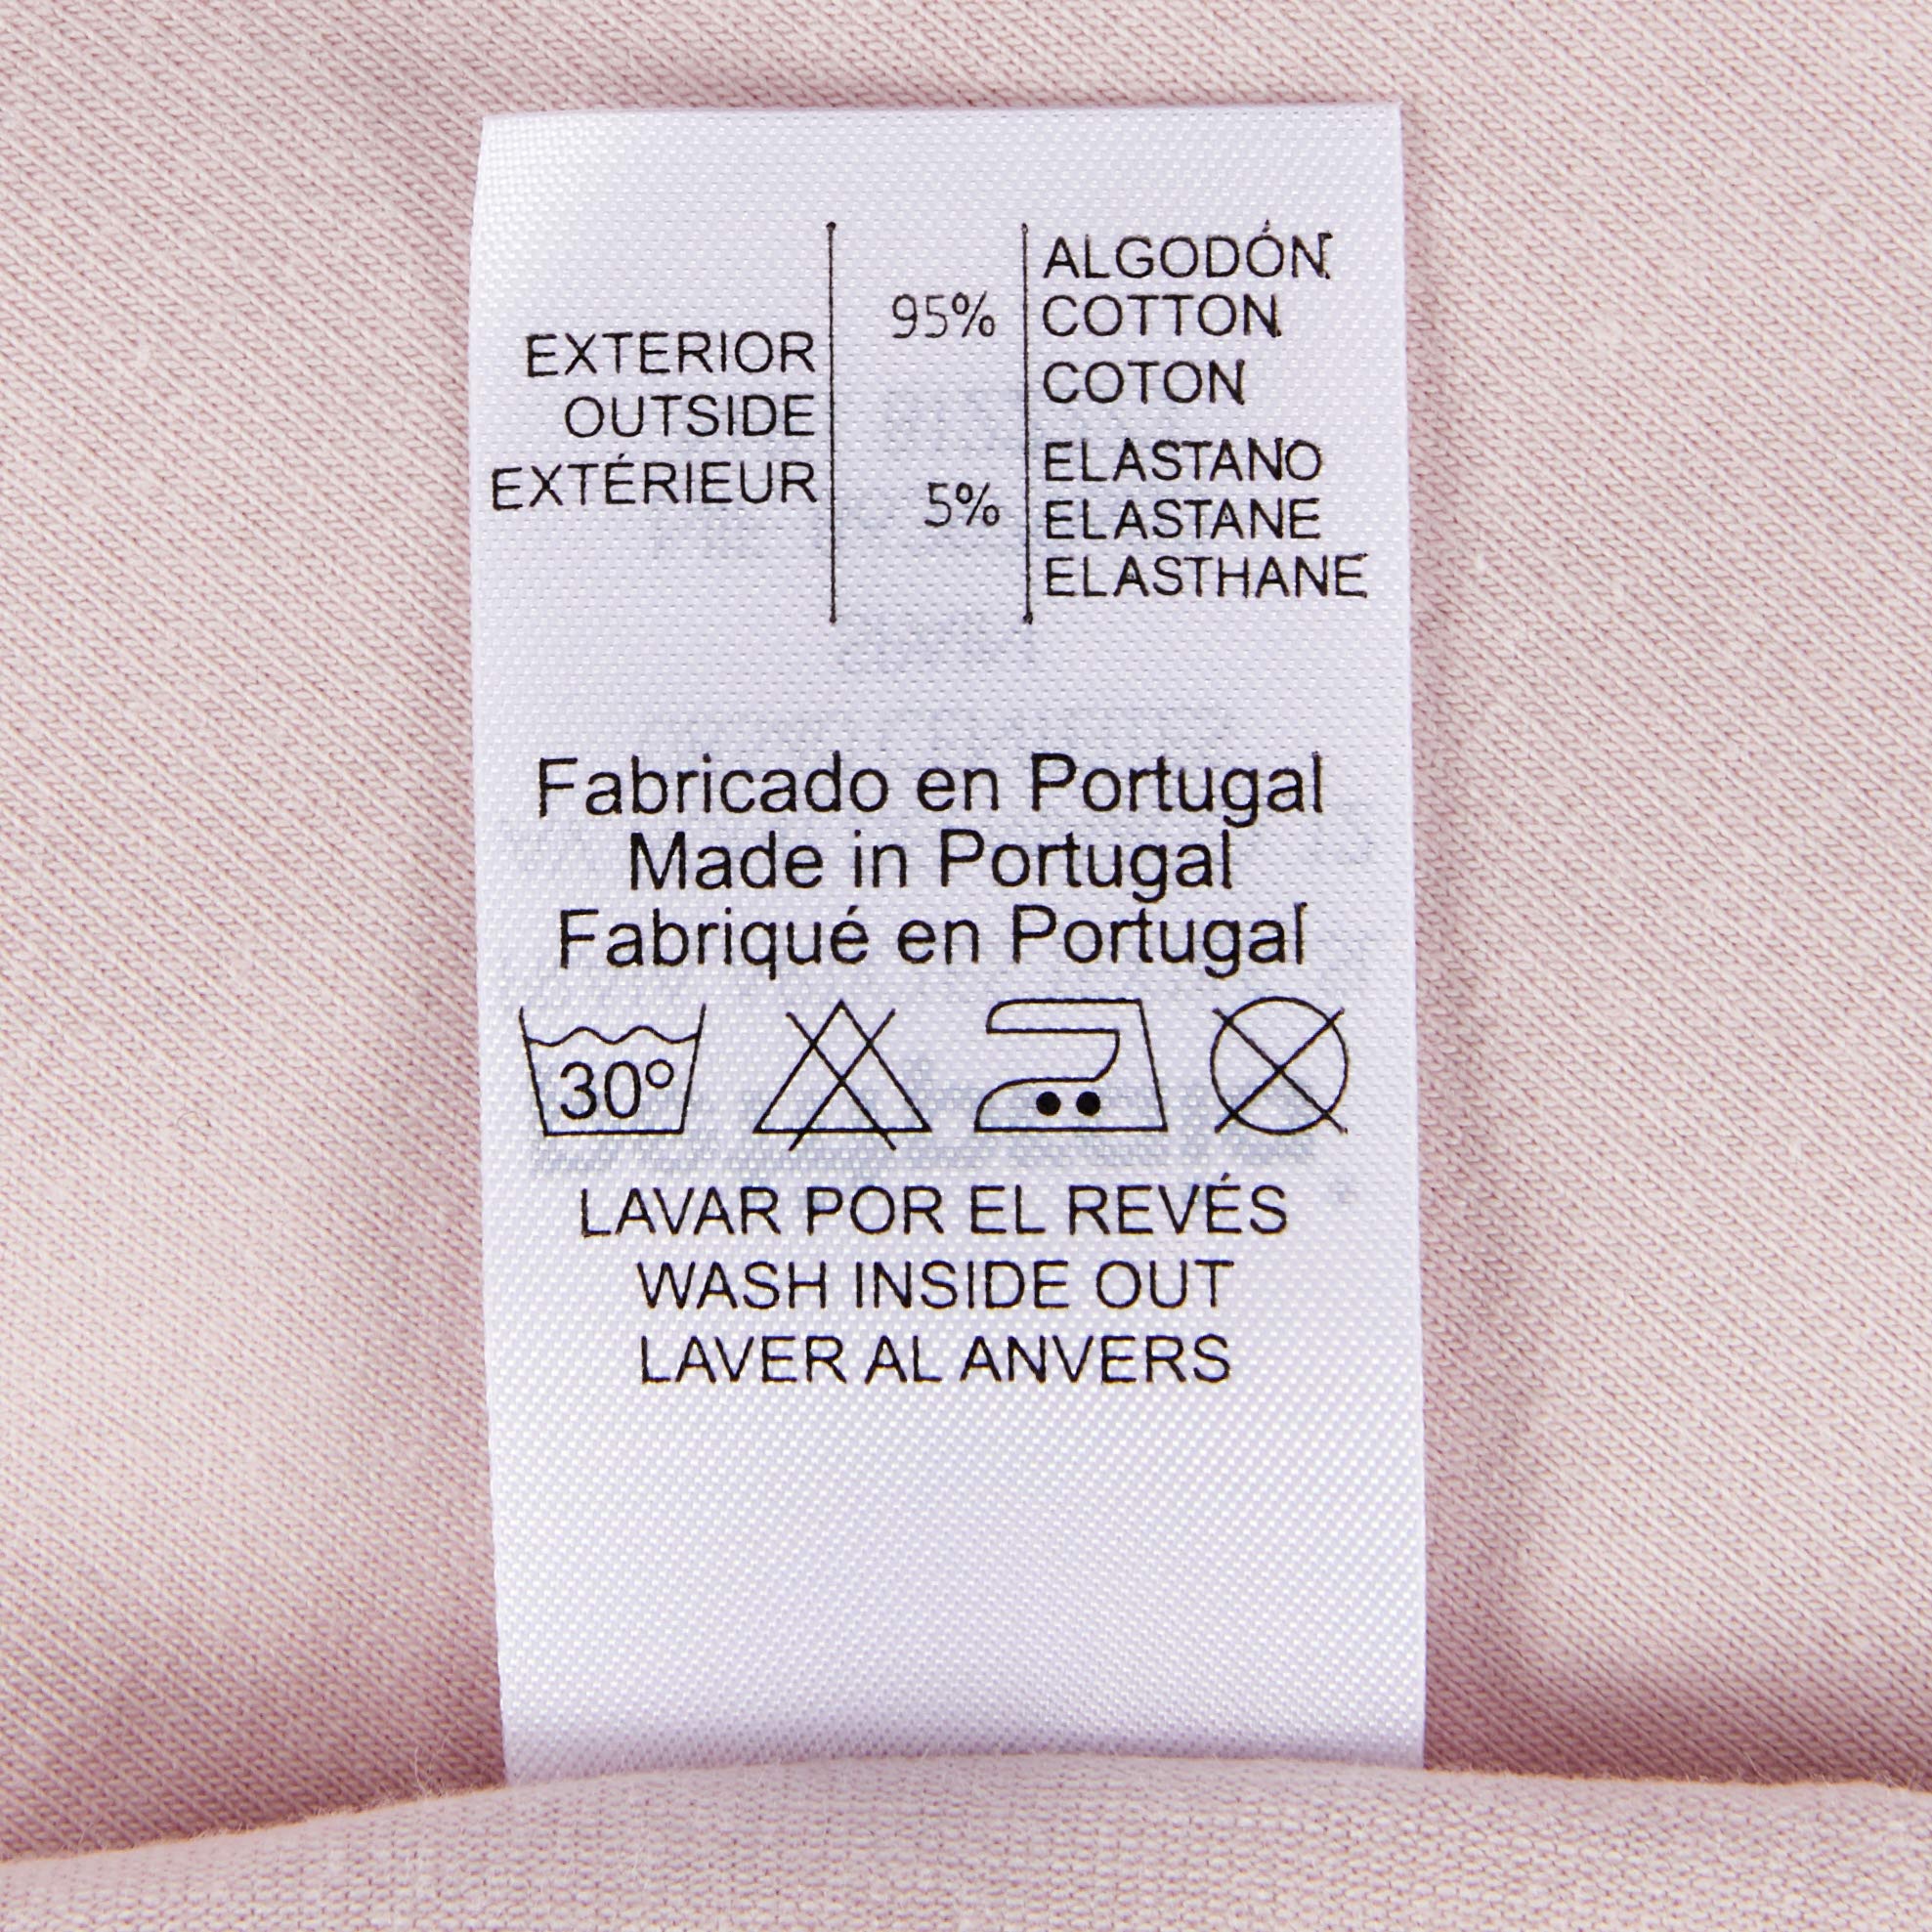 EXTERIOR
OUTSIDE
EXTÉRIEUR
95%
ALGODÓN
COTTON
COTON
5%
ELASTANO
ELASTANE
ELASTHANE
Fabricado en Portugal
Made in Portugal
Fabriqué en Portugal
30º
LAVAR POR EL REVÉS
WASH INSIDE OUT
LAVER AL ANVERS